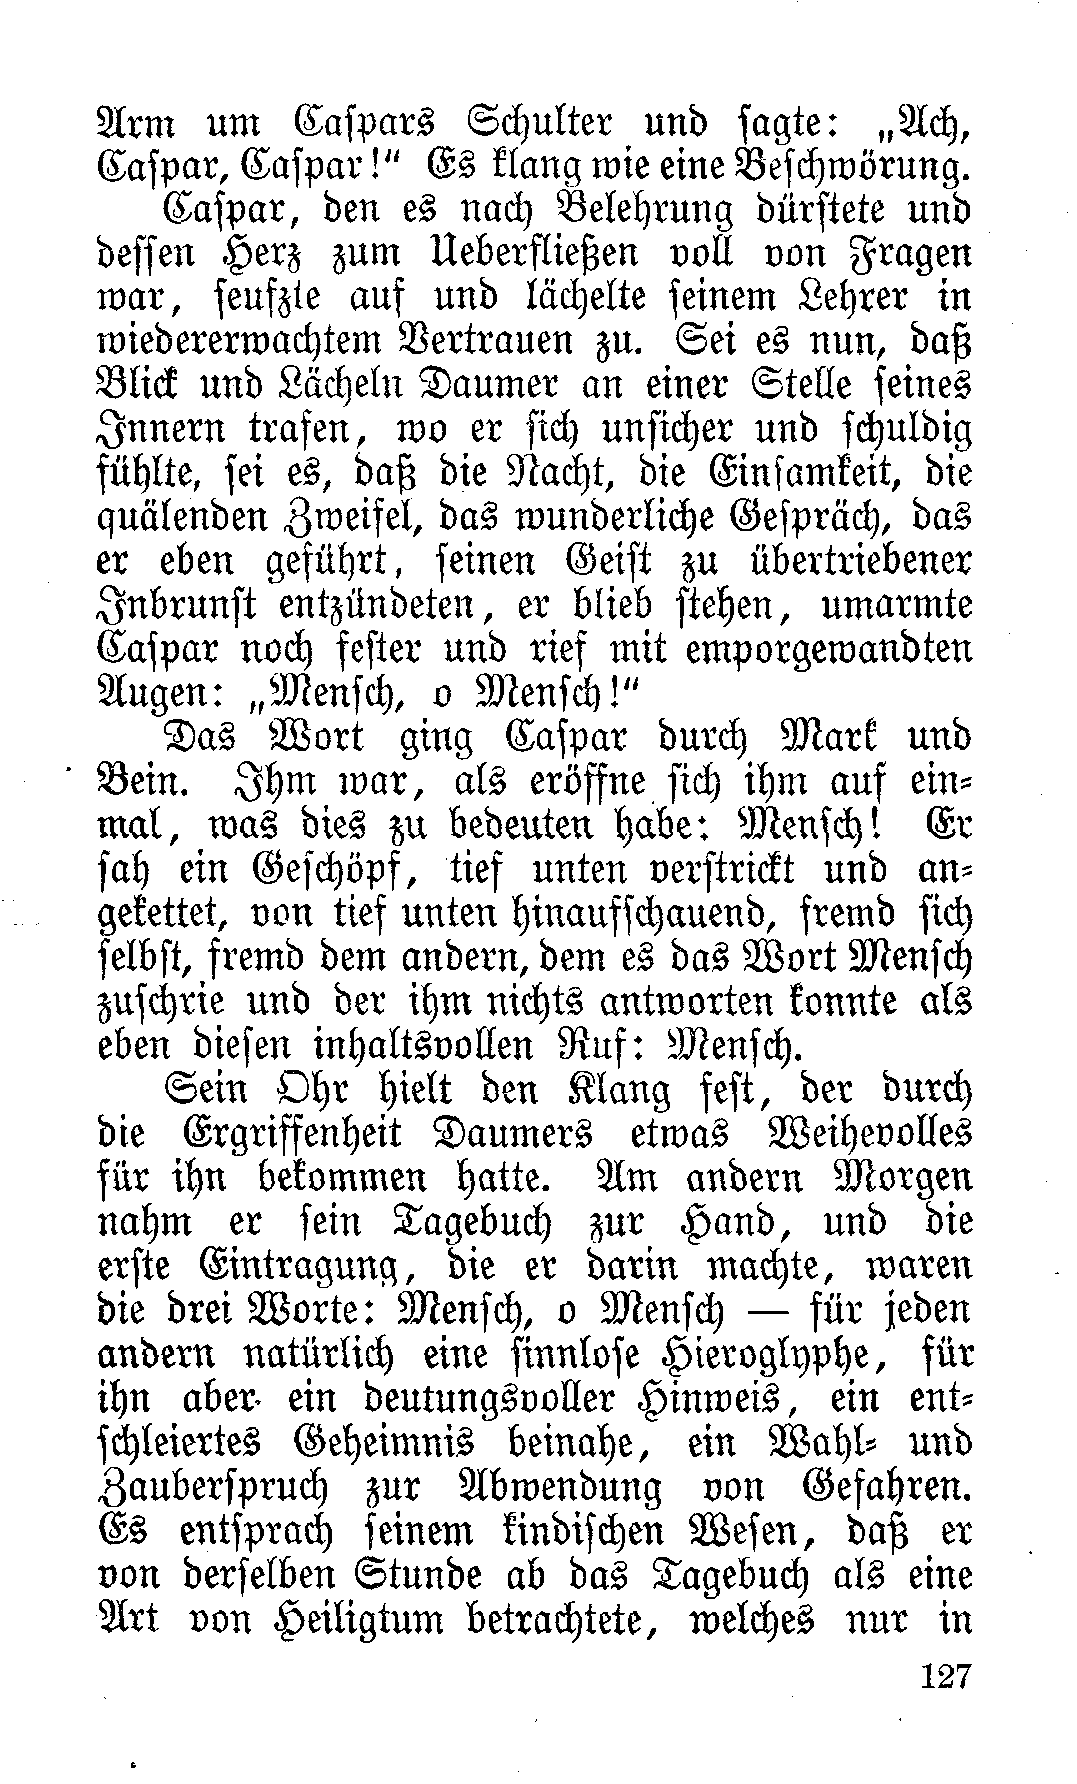 Arm um Caspars Schulter und sagte: „Ach,
Caspar, Caspar!“ Es klang wie eine Beschwörung.
Caspar, den es nach Belehrung dürstete und
dessen Herz zum Ueberfließen voll von Fragen
war, seufzte auf und lächelte seinem Lehrer in
wiedererwachtem Vertrauen zu. Sei es nun, daß
Blick und Lächeln Daumer an einer Stelle seines
Innern trafen, wo er sich unsicher und schuldig
fühlte, sei es, daß die Nacht, die Einsamkeit, die
quälenden Zweifel, das wunderliche Gespräch, das
er eben geführt, seinen Geist zu übertriebener
Inbrunst entzündeten, er blieb stehen, umarmte
Caspar noch fester und rief mit emporgewandten
Augen: „Mensch, o Mensch!“
Das Wort ging Caspar durch Mark und
Bein. Ihm war, als eröffne sich ihm auf ein-
mal, was dies zu bedeuten habe: Mensch! Er
sah ein Geschöpf, tief unten verstrickt und an-
gekettet, von tief unten hinaufschauend, fremd sich
selbst, fremd dem andern, dem es das Wort Mensch
zuschrie und der ihm nichts antworten konnte als
eben diesen inhaltsvollen Ruf: Mensch.
Sein Ohr hielt den Klang fest, der durch
die Ergriffenheit Daumers etwas Weihevolles
für ihn bekommen hatte. Am andern Morgen
nahm er sein Tagebuch zur Hand, und die
erste Eintragung, die er darin machte, waren
die drei Worte: Mensch, o Mensch — für jeden
andern natürlich eine sinnlose Hieroglyphe, für
ihn aber ein deutungsvoller Hinweis, ein ent-
schleiertes Geheimnis beinahe, ein Wahl- und
Zauberspruch zur Abwendung von Gefahren.
Es entsprach seinem kindischen Wesen, daß er
von derselben Stunde ab das Tagebuch als eine
Art von Heiligtum betrachtete, welches nur in
127